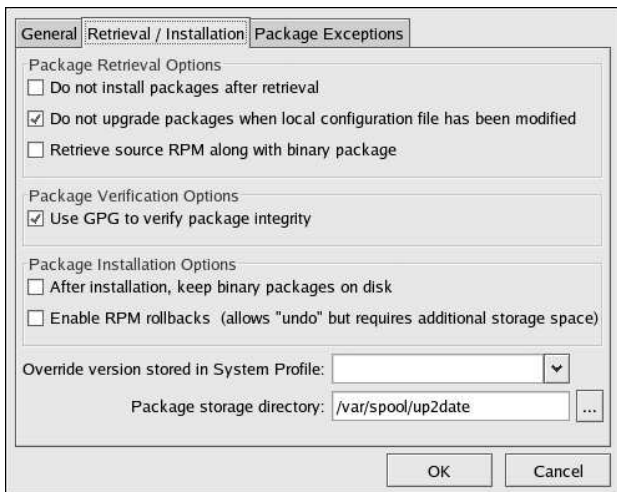 General Retrieval / Installation Package Exceptions
Package Retrieval Options
Do not install packages after retrieval
Do not upgrade packages when local configuration file has been modified
Retrieve source RPM along with binary package
Package Verification Options
Use GPG to verify package integrity
Package Installation Options
After installation, keep binary packages on disk
Enable RPM rollbacks (allows "undo" but requires additional storage space)
Override version stored in System Profile:
Package storage directory: /var/spool/up2date ...
OK Cancel